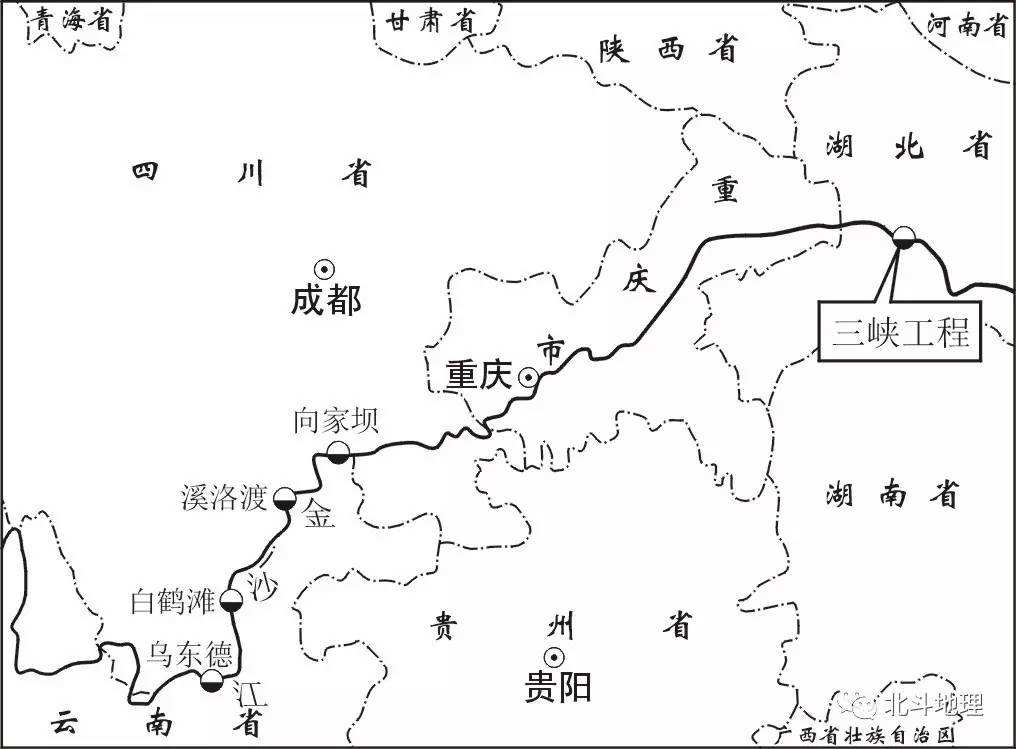 青海省
甘肃省
陕西省
河南省
四川省
湖北省
重
庆
市
成都
三峡工程
重庆
向家坝
溪洛渡
金
沙
江
湖南省
白鹤滩
贵州省
乌东德
贵阳
云南省
北斗地理
广西省壮族自治区